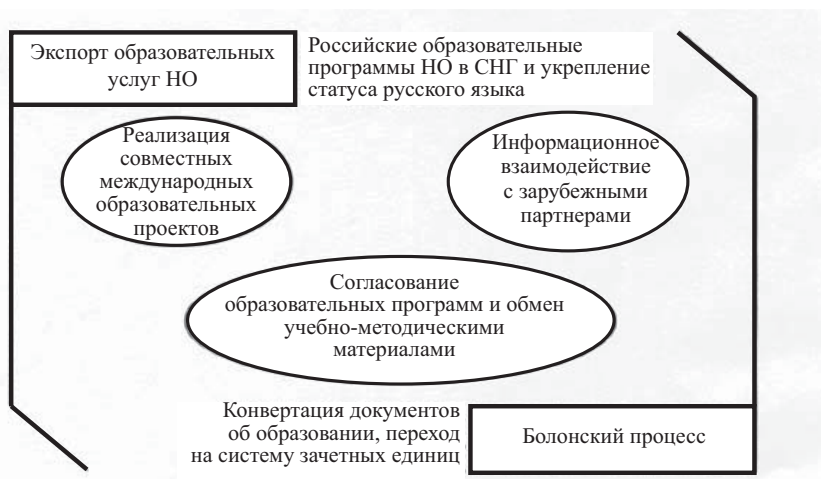 Экспорт образовательных
услуг НО
Российские образовательные
программы НО в СНГ и укрепление
статуса русского языка
Реализация
совместных
международных
образовательных
проектов
Информационное
взаимодействие
с зарубежными
партнерами
Согласование
образовательных программ и обмен
учебно-методическими
материалами
Конвертация документов
об образовании, переход
на систему зачетных единиц
Болонский процесс